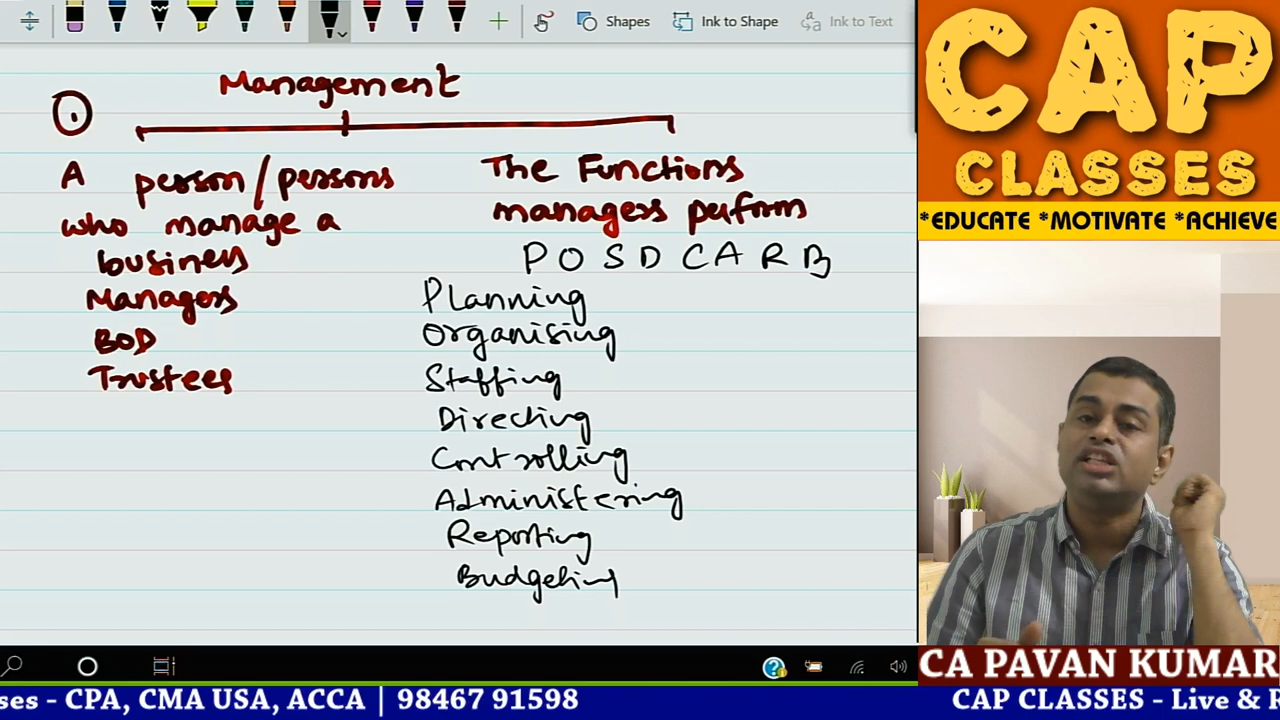 Shapes
Ink to Shape
Ink to Text
Management
1.
A person/persons
who manage a
business
Managers
BOD
Trustees
The Functions
managers perform
P O S D C A R B
Planning
Organising
Staffing
Directing
Controlling
Administering
Reporting
Budgeting
CAP
CLASSES
*EDUCATE *MOTIVATE *ACHIEVE
CA PAVAN KUMAR
ses - CPA, CMA USA, ACCA | 98467 91598
CAP CLASSES - Live & R